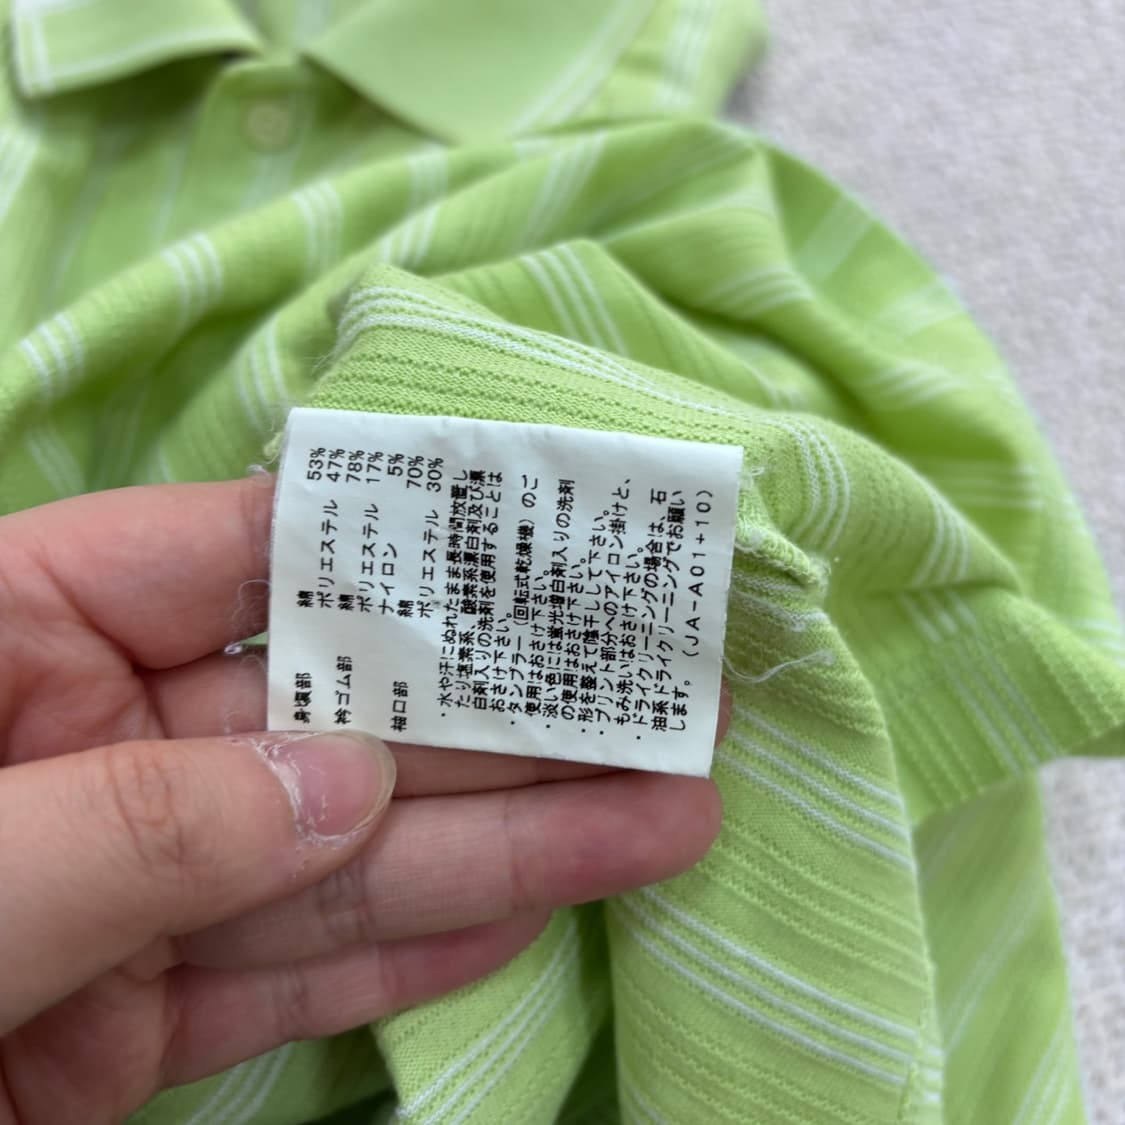 身頃部 綿 53%
ポリエステル 47%
衿ゴム部 綿 78%
ポリエステル 17%
ナイロン 5%
袖口部 綿 70%
ポリエステル 30%
・水や汗にぬれたまま長時間放置し
たり塩素系、酸素系漂白剤及び漂
白剤入りの洗剤を使用することは
おさけ下さい。
・タンブラー(回転式乾燥機)のご
使用はおさけ下さい。
・淡い色には蛍光増白剤入りの洗剤
の使用はおさけ下さい。
・形を整えて陰干しして下さい。
・プリント部分へのアイロン掛けと、
もみ洗いはおさけ下さい。
・ドライクリーニングの場合は、石
油系ドライクリーニングでお願い
します。 (JA-A01+10)